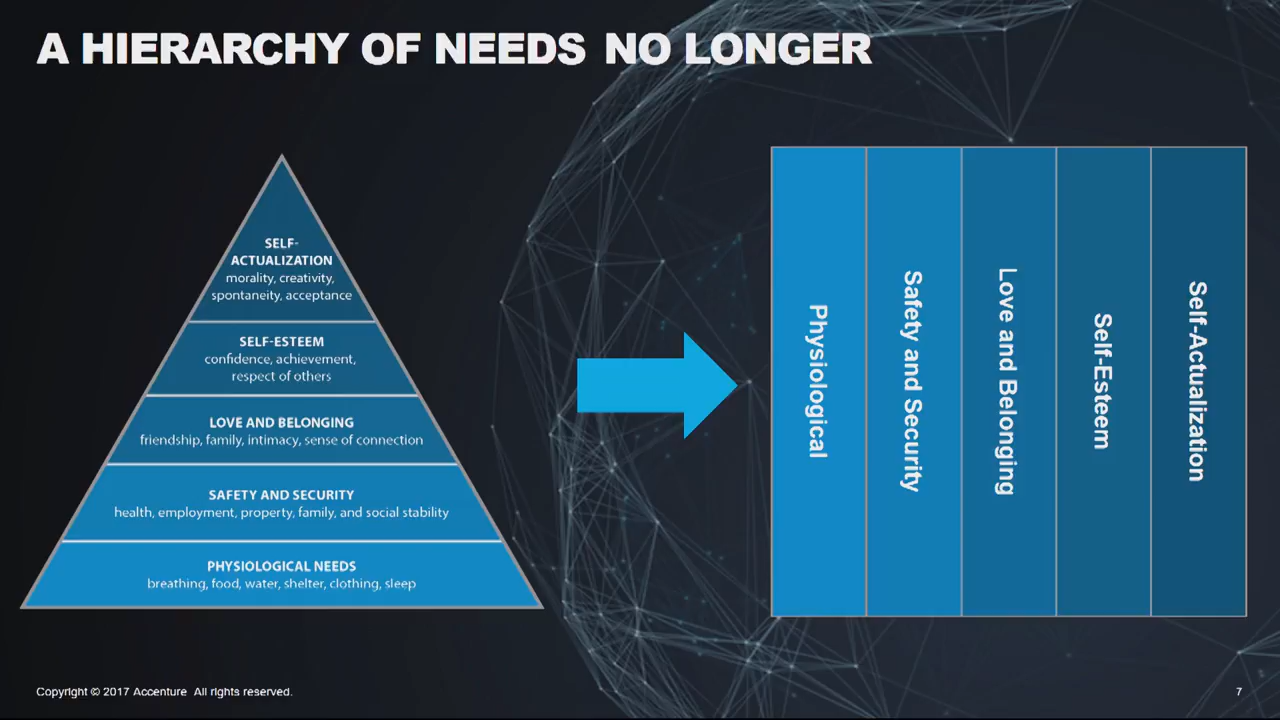 A HIERARCHY OF NEEDS NO LONGER
SELF-
ACTUALIZATION
morality, creativity,
spontaneity, acceptance
SELF-ESTEEM
confidence, achievement,
respect of others
LOVE AND BELONGING
friendship, family, intimacy, sense of connection
SAFETY AND SECURITY
health, employment, property, family, and social stability
PHYSIOLOGICAL NEEDS
breathing, food, water, shelter, clothing, sleep
Physiological
Safety and Security
Love and Belonging
Self-Esteem
Self-Actualization
Copyright © 2017 Accenture All rights reserved.
7